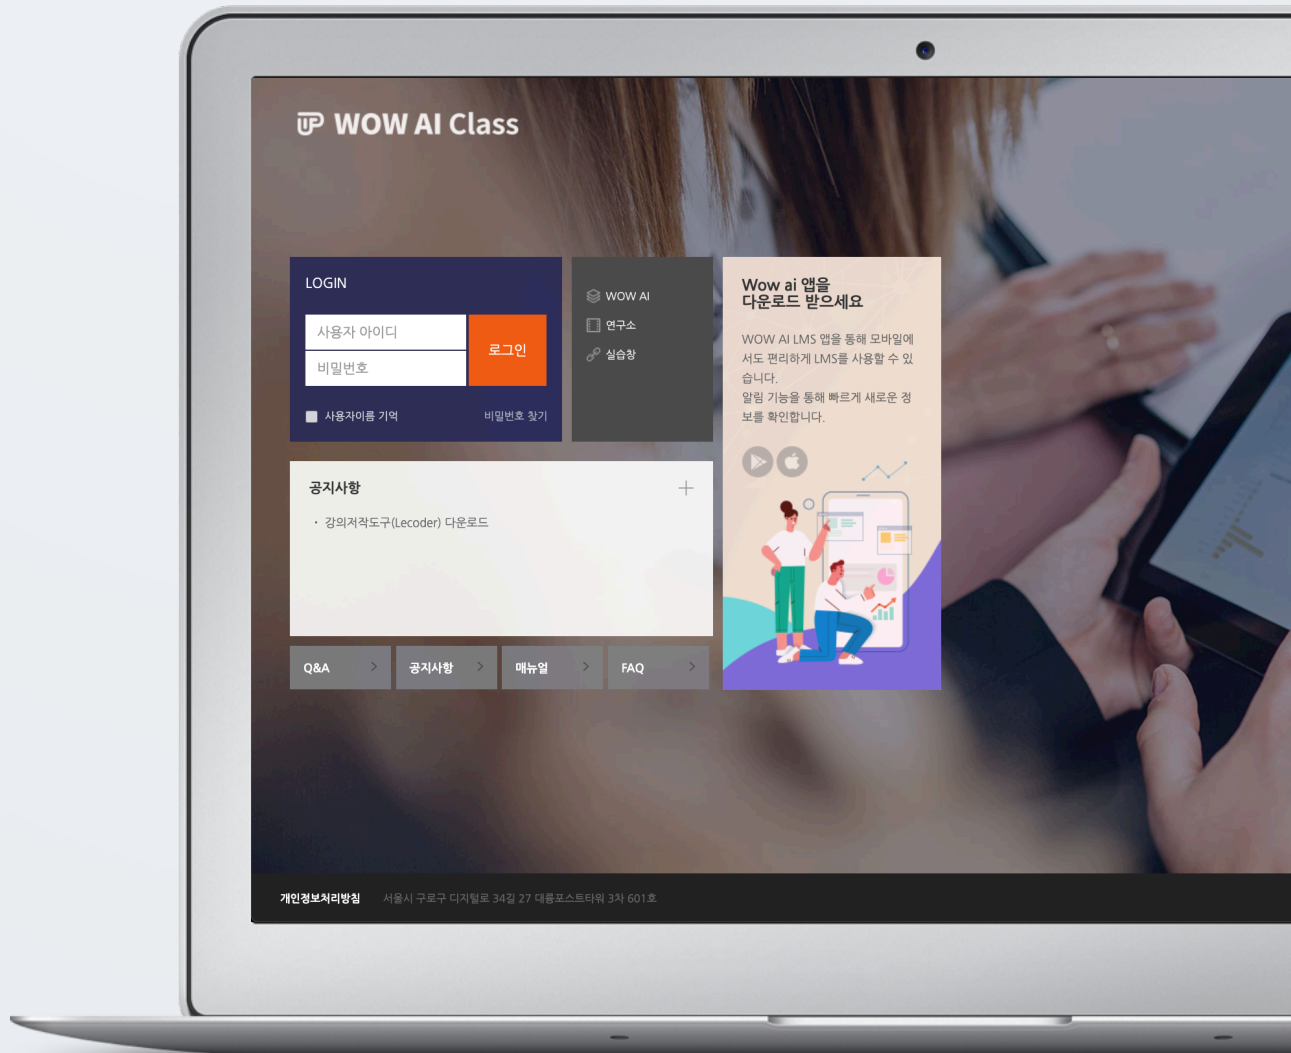 WOW AI Class
LOGIN
사용자 아이디
비밀번호
로그인
사용자이름 기억
비밀번호 찾기
WOW AI
연구소
실습창
Wow ai 앱을
다운로드 받으세요
WOW AI LMS 앱을 통해 모바일에
서도 편리하게 LMS를 사용할 수 있
습니다.
알림 기능을 통해 빠르게 새로운 정
보를 확인합니다.
공지사항
· 강의저작도구(Lecoder) 다운로드
Q&A
공지사항
매뉴얼
FAQ
개인정보처리방침
서울시 구로구 디지털로 34길 27 대륭포스트타워 3차 601호